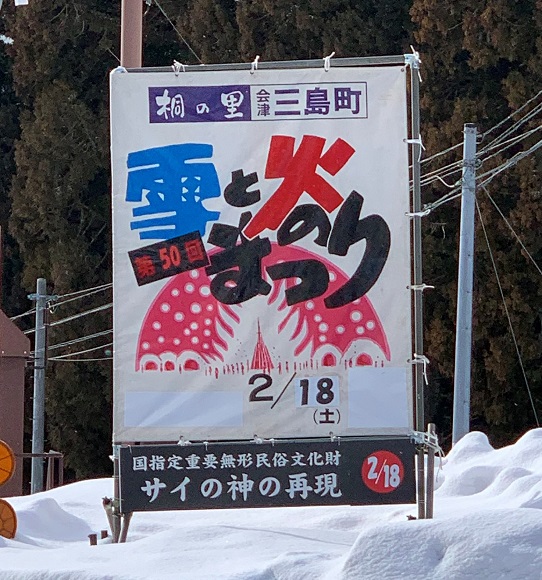 桐の里 会津 三島町
雪と火のまつり
第50回
2/18
(土)
国指定重要無形民俗文化財
サイの神の再現
2/18